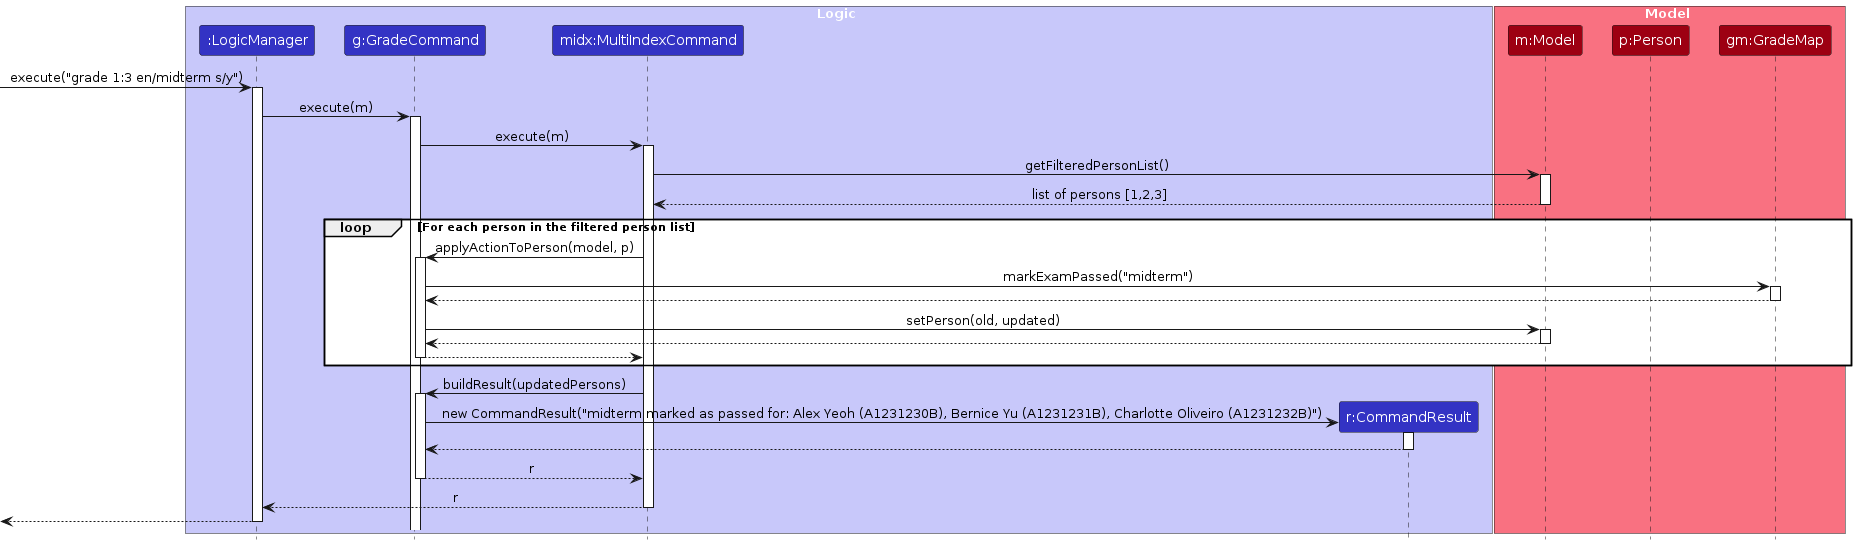 Logic
Model
:LogicManager
g:GradeCommand
midx:MultiIndexCommand
m:Model
p:Person
gm:GradeMap
execute("grade 1:3 en/midterm s/y")
execute(m)
execute(m)
getFilteredPersonList()
list of persons [1,2,3]
loop
[For each person in the filtered person list]
applyActionToPerson(model, p)
markExamPassed("midterm")
setPerson(old, updated)
buildResult(updatedPersons)
new CommandResult("midterm marked as passed for: Alex Yeoh (A1231230B), Bernice Yu (A1231231B), Charlotte Oliveiro (A1231232B)")
r:CommandResult
r
r